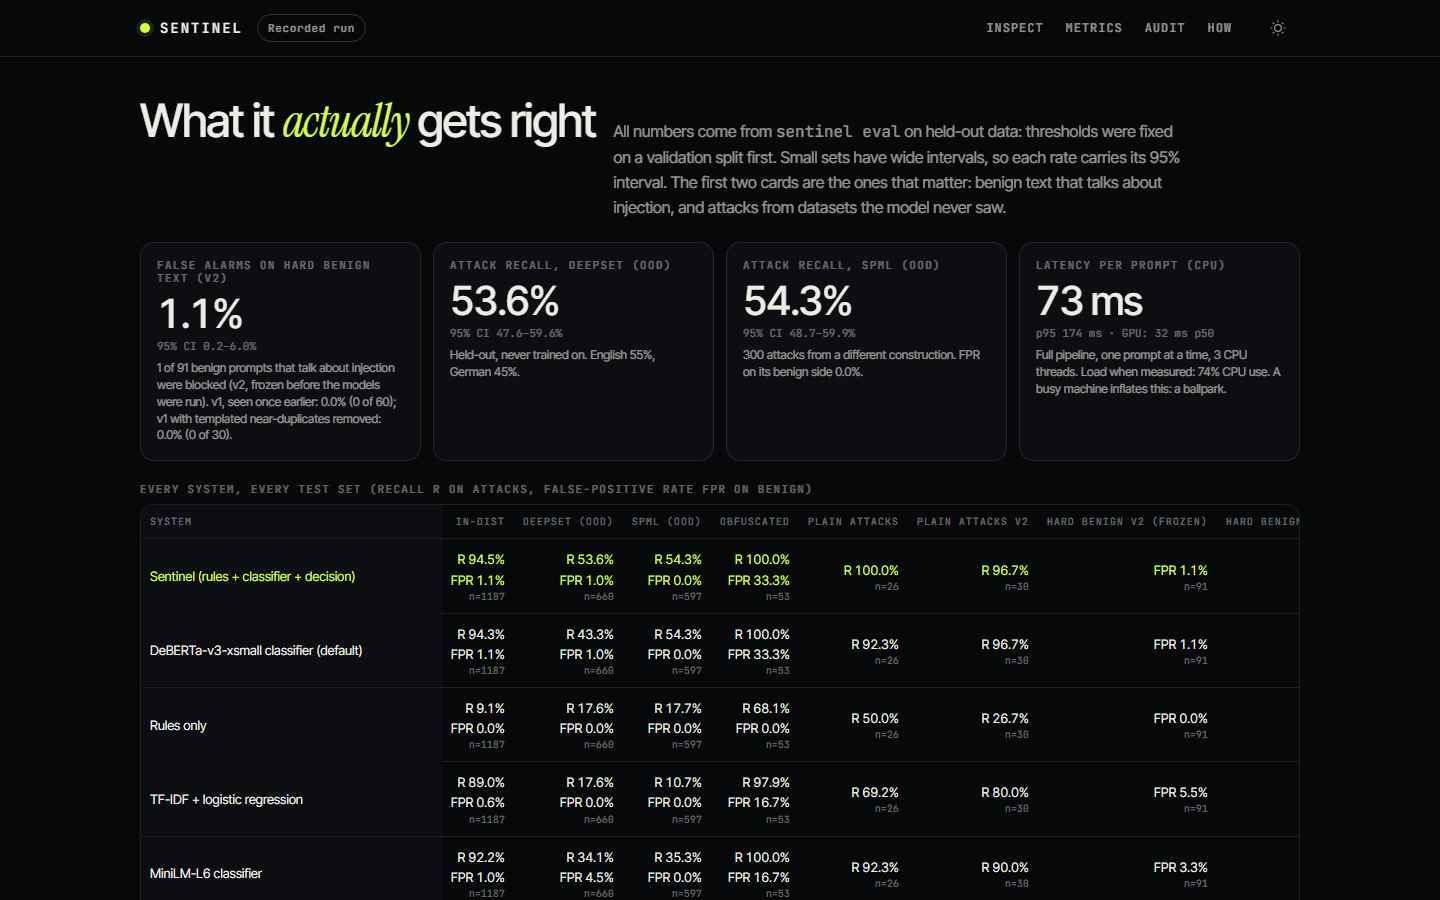 SENTINEL
Recorded run
INSPECT METRICS AUDIT HOW
What it actually gets right
All numbers come from sentinel eval on held-out data: thresholds were fixed
on a validation split first. Small sets have wide intervals, so each rate carries its 95%
interval. The first two cards are the ones that matter: benign text that talks about
injection, and attacks from datasets the model never saw.
FALSE ALARMS ON HARD BENIGN
TEXT (V2)
1.1%
95% CI 0.2–6.0%
1 of 91 benign prompts that talk about injection
were blocked (v2, frozen before the models
were run). v1, seen once earlier: 0.0% (0 of 60);
v1 with templated near-duplicates removed:
0.0% (0 of 30).
ATTACK RECALL, DEEPSET (OOD)
53.6%
95% CI 47.6–59.6%
Held-out, never trained on. English 55%,
German 45%.
ATTACK RECALL, SPML (OOD)
54.3%
95% CI 48.7–59.9%
300 attacks from a different construction. FPR
on its benign side 0.0%.
LATENCY PER PROMPT (CPU)
73 ms
p95 174 ms · GPU: 32 ms p50
Full pipeline, one prompt at a time, 3 CPU
threads. Load when measured: 74% CPU use. A
busy machine inflates this: a ballpark.
EVERY SYSTEM, EVERY TEST SET (RECALL R ON ATTACKS, FALSE-POSITIVE RATE FPR ON BENIGN)
SYSTEM IN-DIST DEEPSET (OOD) SPML (OOD) OBFUSCATED PLAIN ATTACKS PLAIN ATTACKS V2 HARD BENIGN V2 (FROZEN) HARD BENIGN
Sentinel (rules + classifier + decision)
R 94.5% R 53.6% R 54.3% R 100.0% R 100.0% R 96.7% FPR 1.1%
FPR 1.1% FPR 1.0% FPR 0.0% FPR 33.3%
n=1187 n=660 n=597 n=53 n=26 n=30 n=91
DeBERTa-v3-xsmall classifier (default)
R 94.3% R 43.3% R 54.3% R 100.0% R 92.3% R 96.7% FPR 1.1%
FPR 1.1% FPR 1.0% FPR 0.0% FPR 33.3%
n=1187 n=660 n=597 n=53 n=26 n=30 n=91
Rules only
R 9.1% R 17.6% R 17.7% R 68.1% R 50.0% R 26.7% FPR 0.0%
FPR 0.0% FPR 0.0% FPR 0.0% FPR 0.0%
n=1187 n=660 n=597 n=53 n=26 n=30 n=91
TF-IDF + logistic regression
R 89.0% R 17.6% R 10.7% R 97.9% R 69.2% R 80.0% FPR 5.5%
FPR 0.6% FPR 0.0% FPR 0.0% FPR 16.7%
n=1187 n=660 n=597 n=53 n=26 n=30 n=91
MiniLM-L6 classifier
R 92.2% R 34.1% R 35.3% R 100.0% R 92.3% R 90.0% FPR 3.3%
FPR 1.0% FPR 4.5% FPR 0.0% FPR 16.7%
n=1187 n=660 n=597 n=53 n=26 n=30 n=91